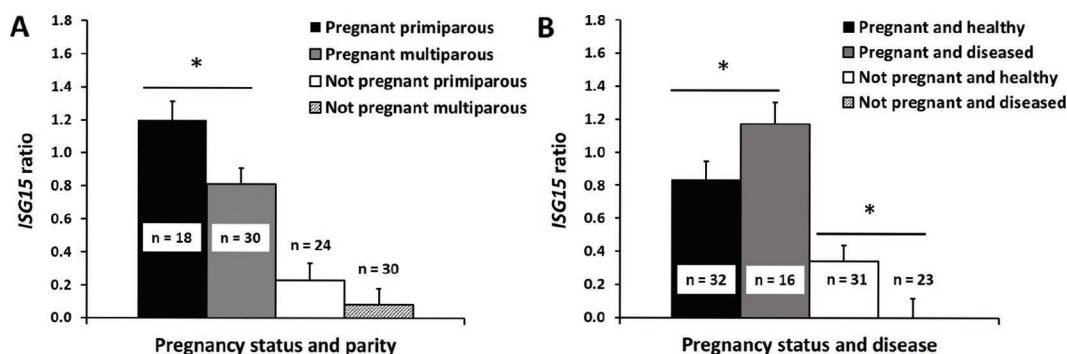 A
1.8
1.6
1.4
1.2
1.0
0.8
0.6
0.4
0.2
0.0
ISG15 ratio
Pregnant primiparous
Pregnant multiparous
Not pregnant primiparous
Not pregnant multiparous
*
n = 18
n = 30
n = 24
n = 30
Pregnancy status and parity
B
1.8
1.6
1.4
1.2
1.0
0.8
0.6
0.4
0.2
0.0
ISG15 ratio
Pregnant and healthy
Pregnant and diseased
Not pregnant and healthy
Not pregnant and diseased
*
*
n = 32
n = 16
n = 31
n = 23
Pregnancy status and disease